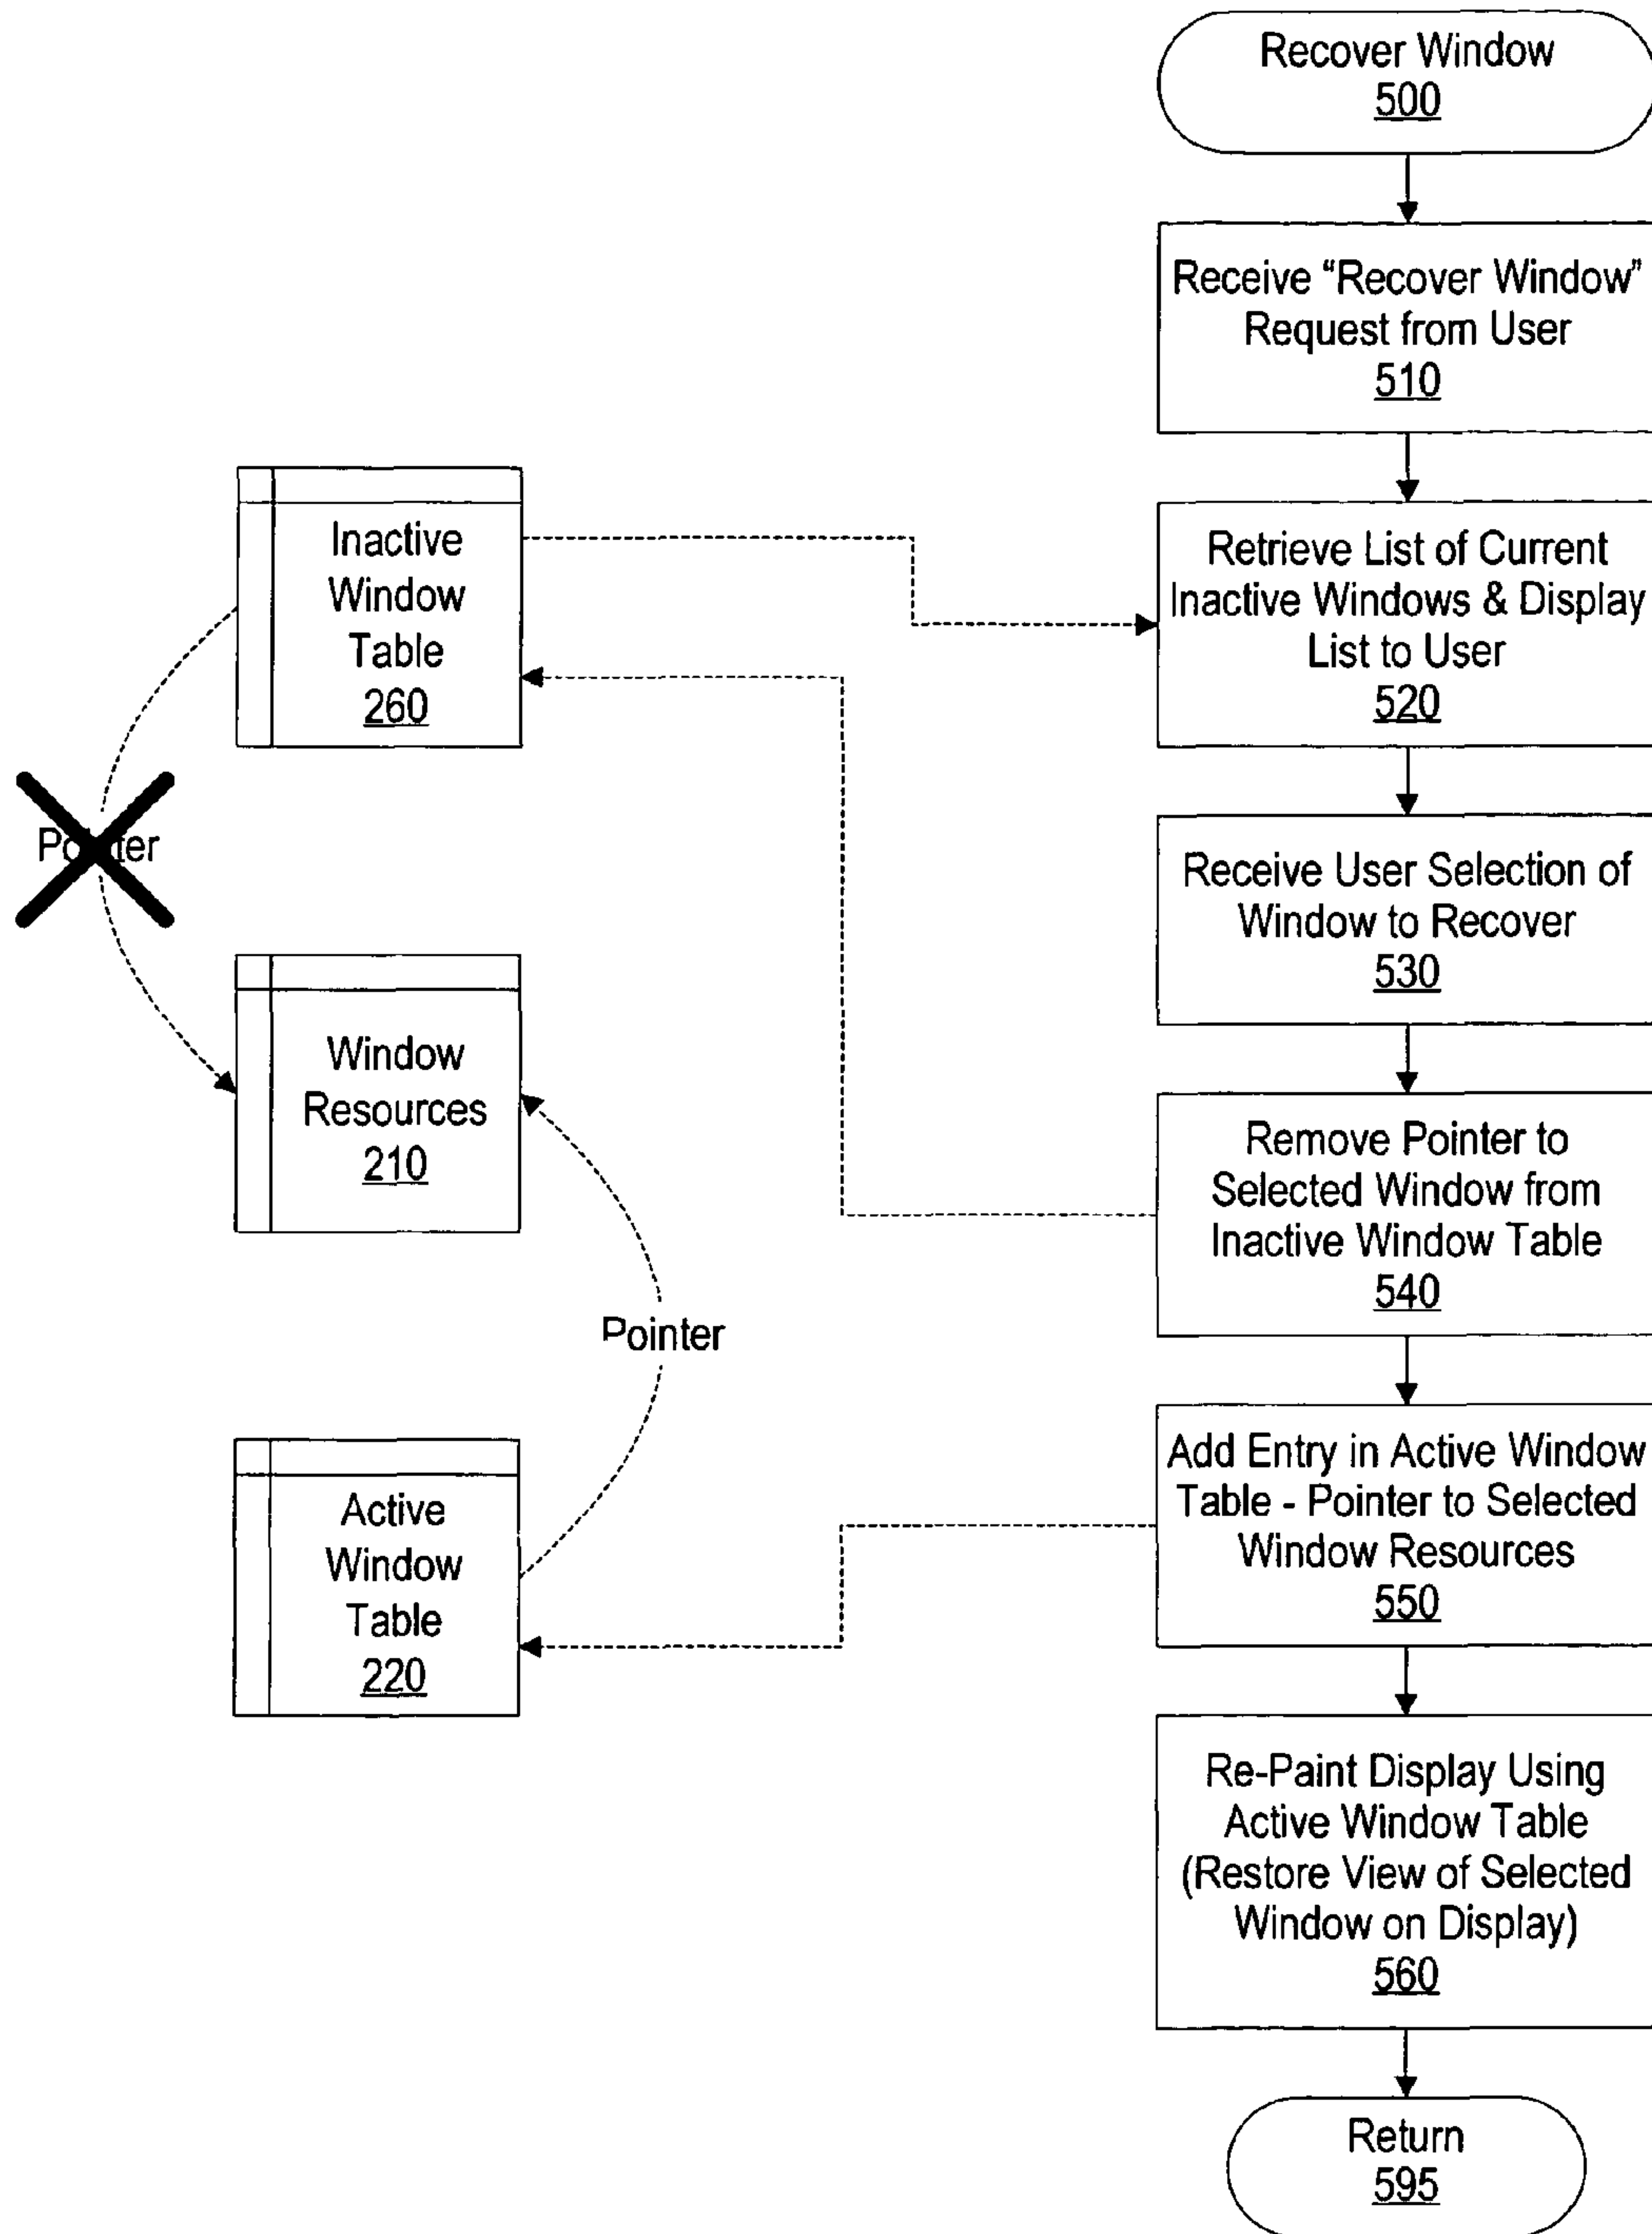 Recover Window
500
Receive “Recover Window”
Request from User
510
Inactive
Window
Table
260
Retrieve List of Current
Inactive Windows & Display
List to User
520
Pointer
Receive User Selection of
Window to Recover
530
Window
Resources
210
Remove Pointer to
Selected Window from
Inactive Window Table
540
Pointer
Active
Window
Table
220
Add Entry in Active Window
Table - Pointer to Selected
Window Resources
550
Re-Paint Display Using
Active Window Table
(Restore View of Selected
Window on Display)
560
Return
595